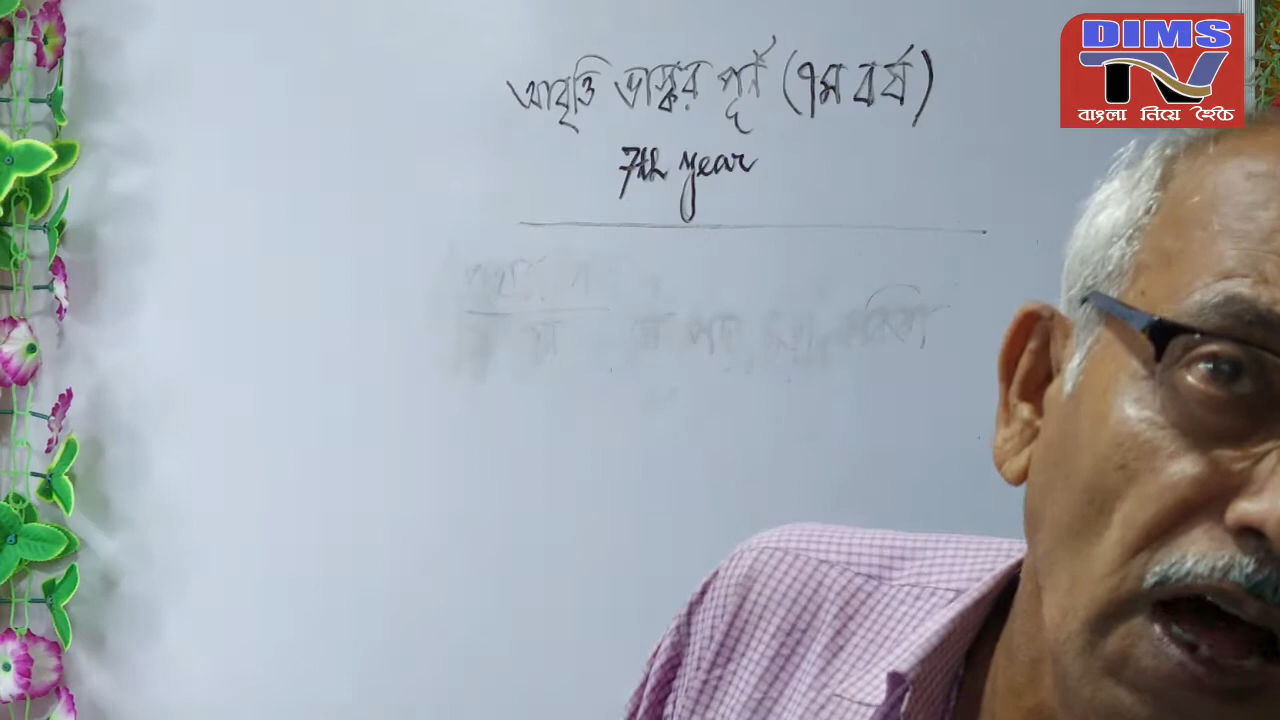 আবৃত্তি ভাস্কর পূর্ন (৭ম বর্ষ)
7th year
DIMS
TV
বাংলা নিয়ে হৈচৈ